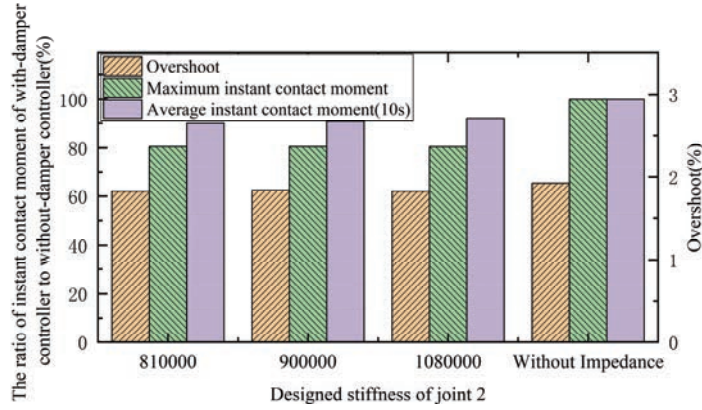 The ratio of instant contact moment of with-damper
controller to without-damper controller(%)
Overshoot
Maximum instant contact moment
Average instant contact moment(10s)
100
80
60
40
20
0
3
2
1
0
Overshoot(%)
810000
900000
1080000
Without Impedance
Designed stiffness of joint 2